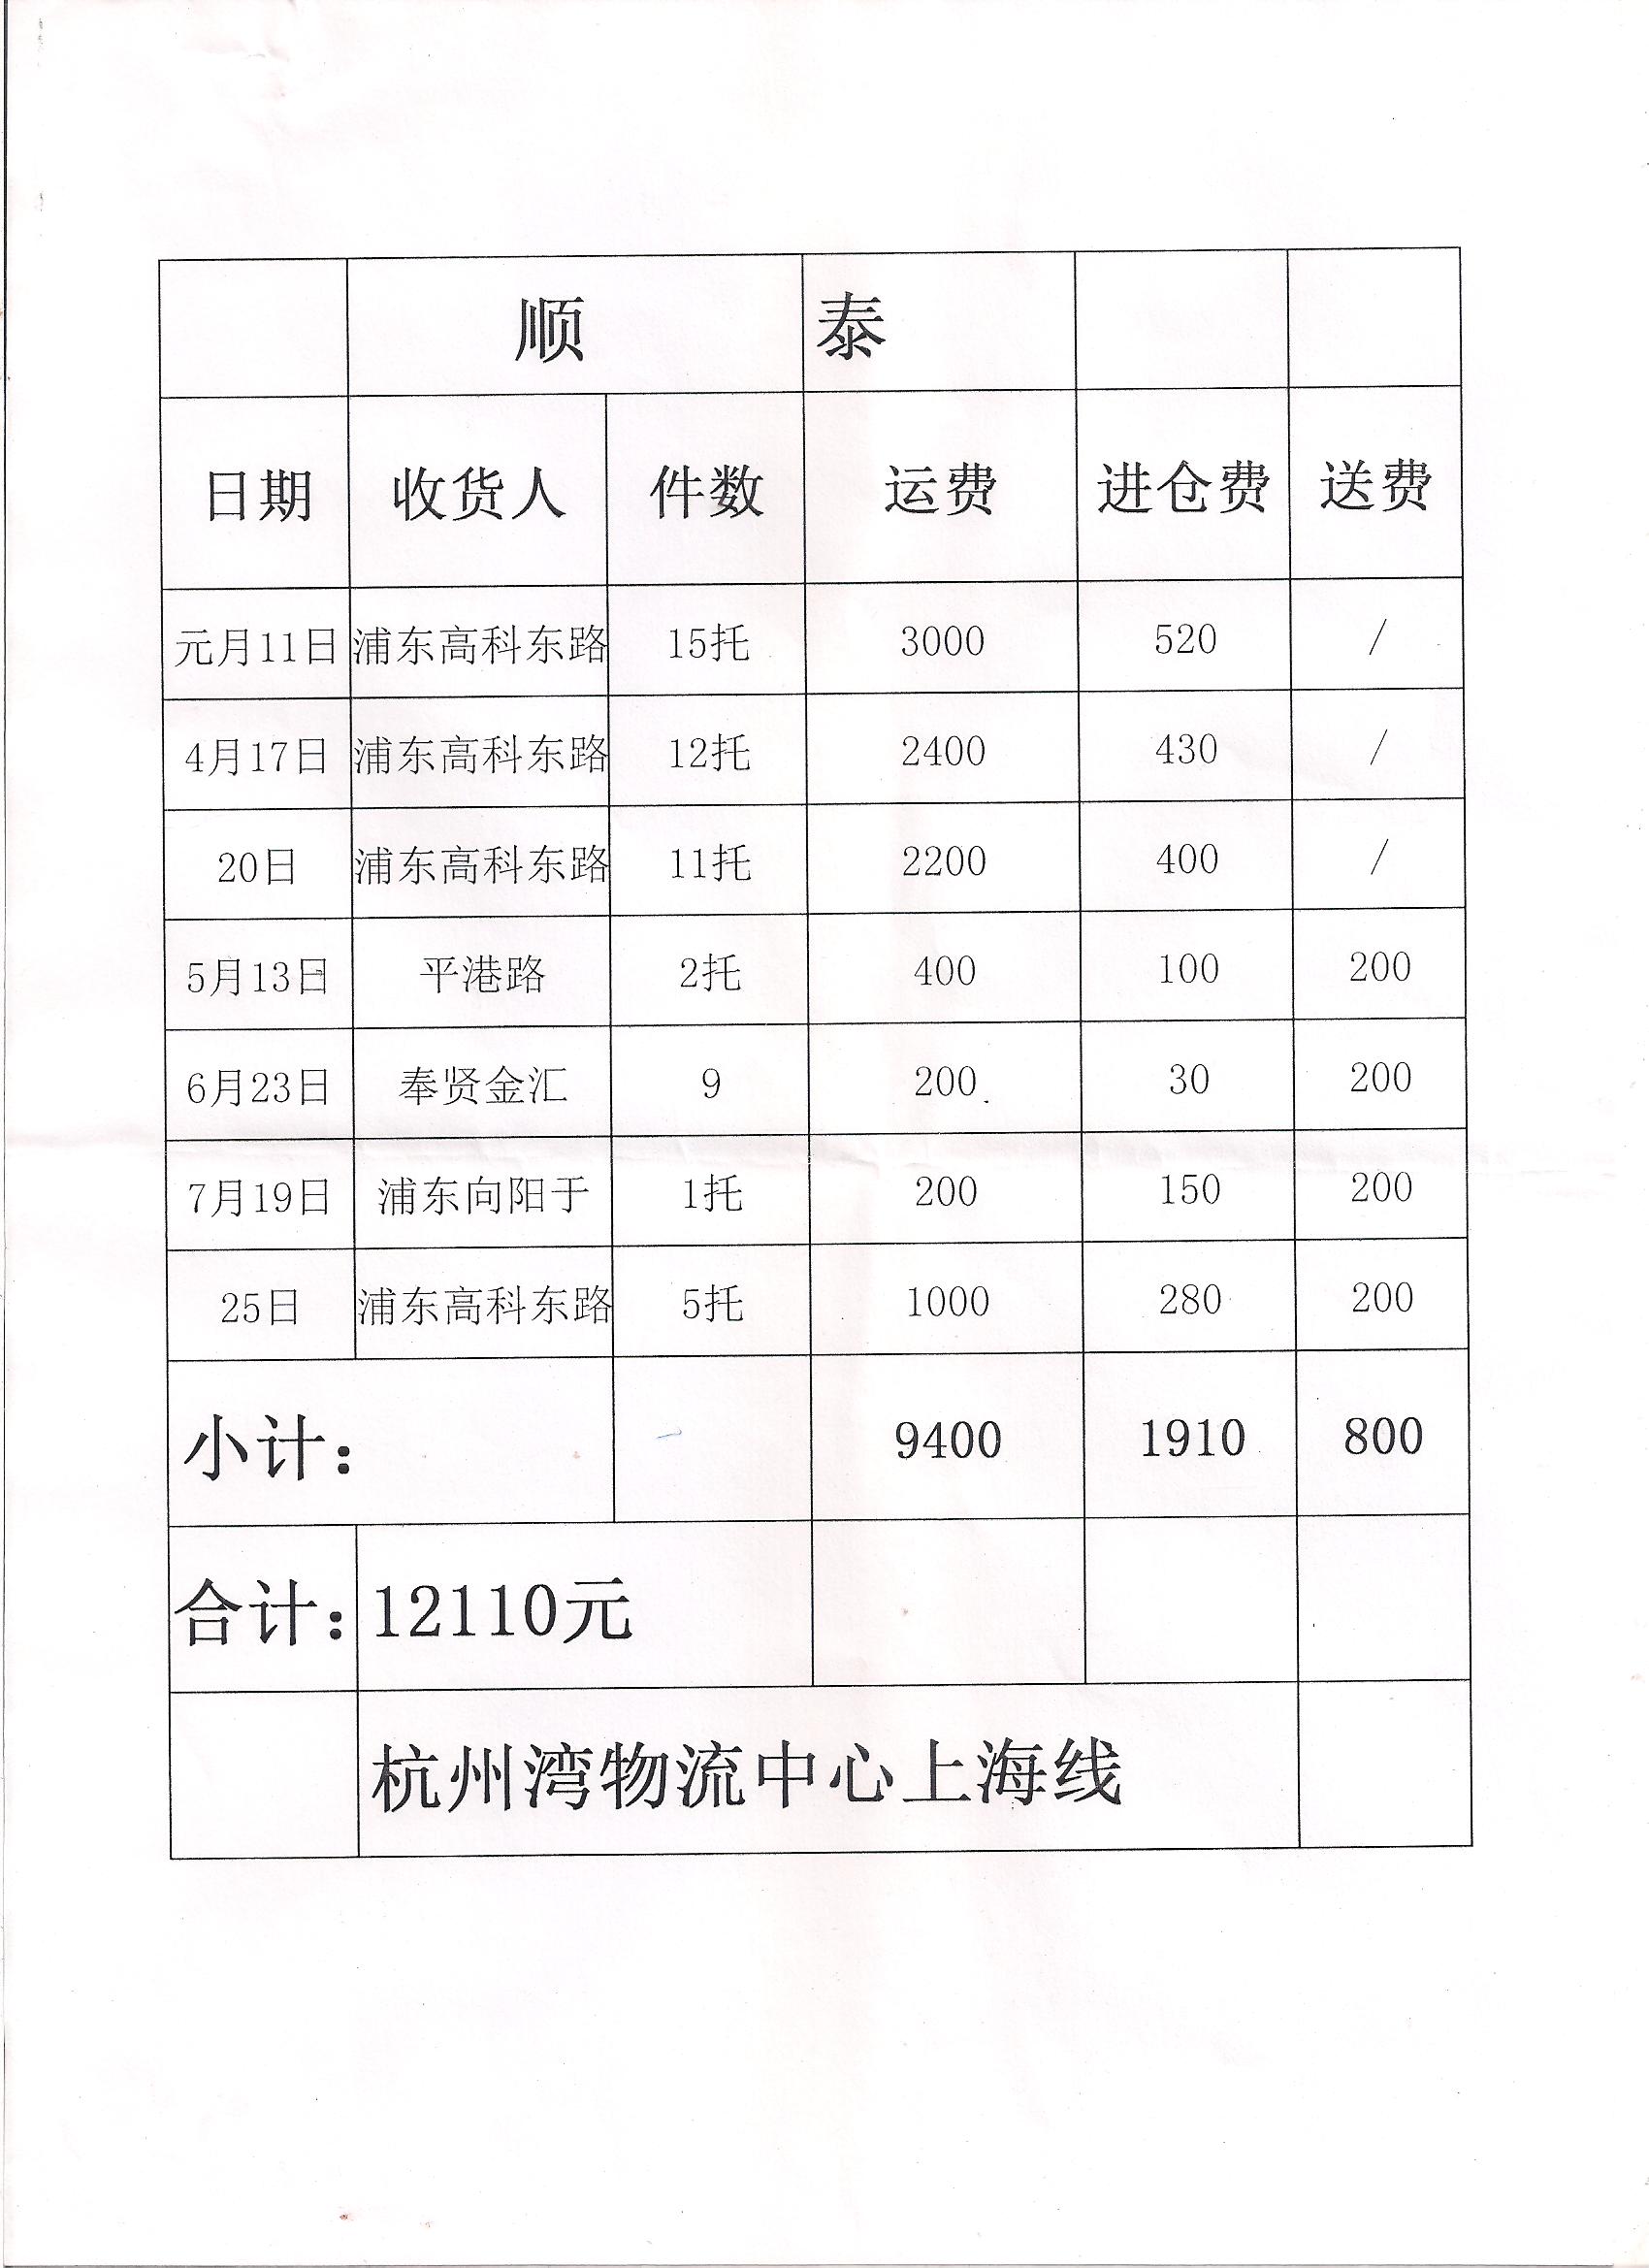 顺 泰
日期 收货人 件数 运费 进仓费 送费
元月11日 浦东高科东路 15托 3000 520 /
4月17日 浦东高科东路 12托 2400 430 /
20日 浦东高科东路 11托 2200 400 /
5月13日 平港路 2托 400 100 200
6月23日 奉贤金汇 9 200 30 200
7月19日 浦东向阳于 1托 200 150 200
25日 浦东高科东路 5托 1000 280 200
小计: 9400 1910 800
合计: 12110元
杭州湾物流中心上海线